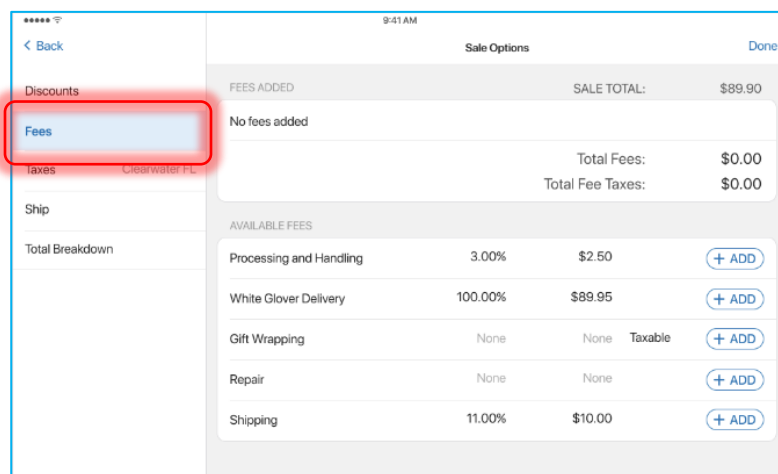 9:41 AM
Back
Sale Options
Done
Discounts
Fees
Taxes Clearwater FL
Ship
Total Breakdown
FEES ADDED SALE TOTAL: $89.90
No fees added
Total Fees: $0.00
Total Fee Taxes: $0.00
AVAILABLE FEES
Processing and Handling 3.00% $2.50 + ADD
White Glover Delivery 100.00% $89.95 + ADD
Gift Wrapping None None Taxable + ADD
Repair None None + ADD
Shipping 11.00% $10.00 + ADD